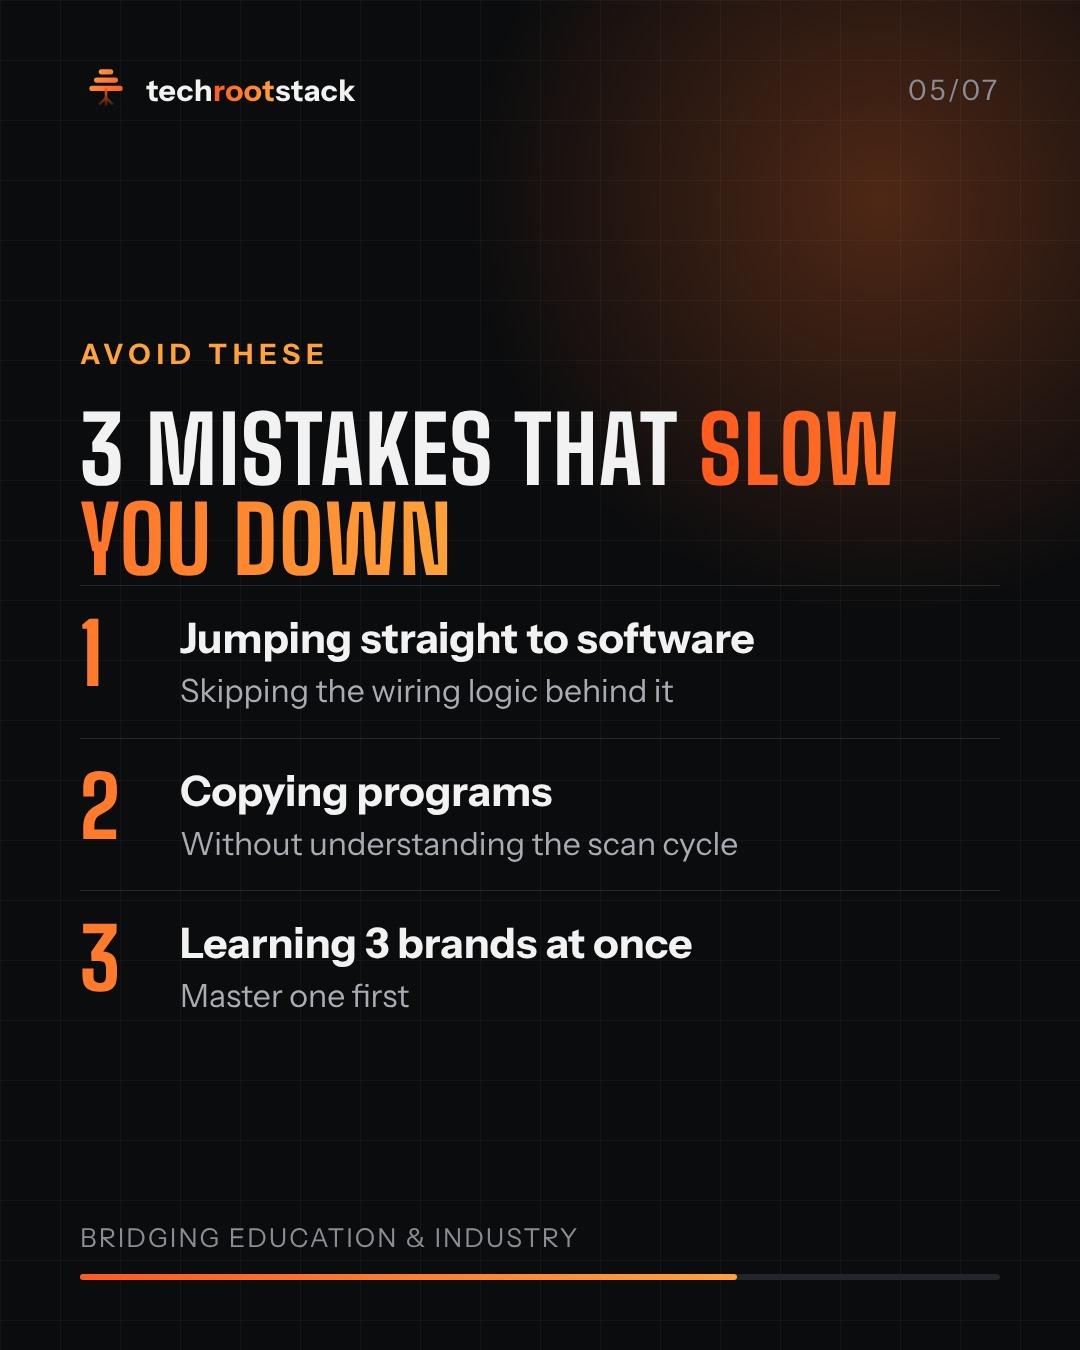 techrootstack
05/07
AVOID THESE
3 MISTAKES THAT SLOW
YOU DOWN
1
Jumping straight to software
Skipping the wiring logic behind it
2
Copying programs
Without understanding the scan cycle
3
Learning 3 brands at once
Master one first
BRIDGING EDUCATION & INDUSTRY